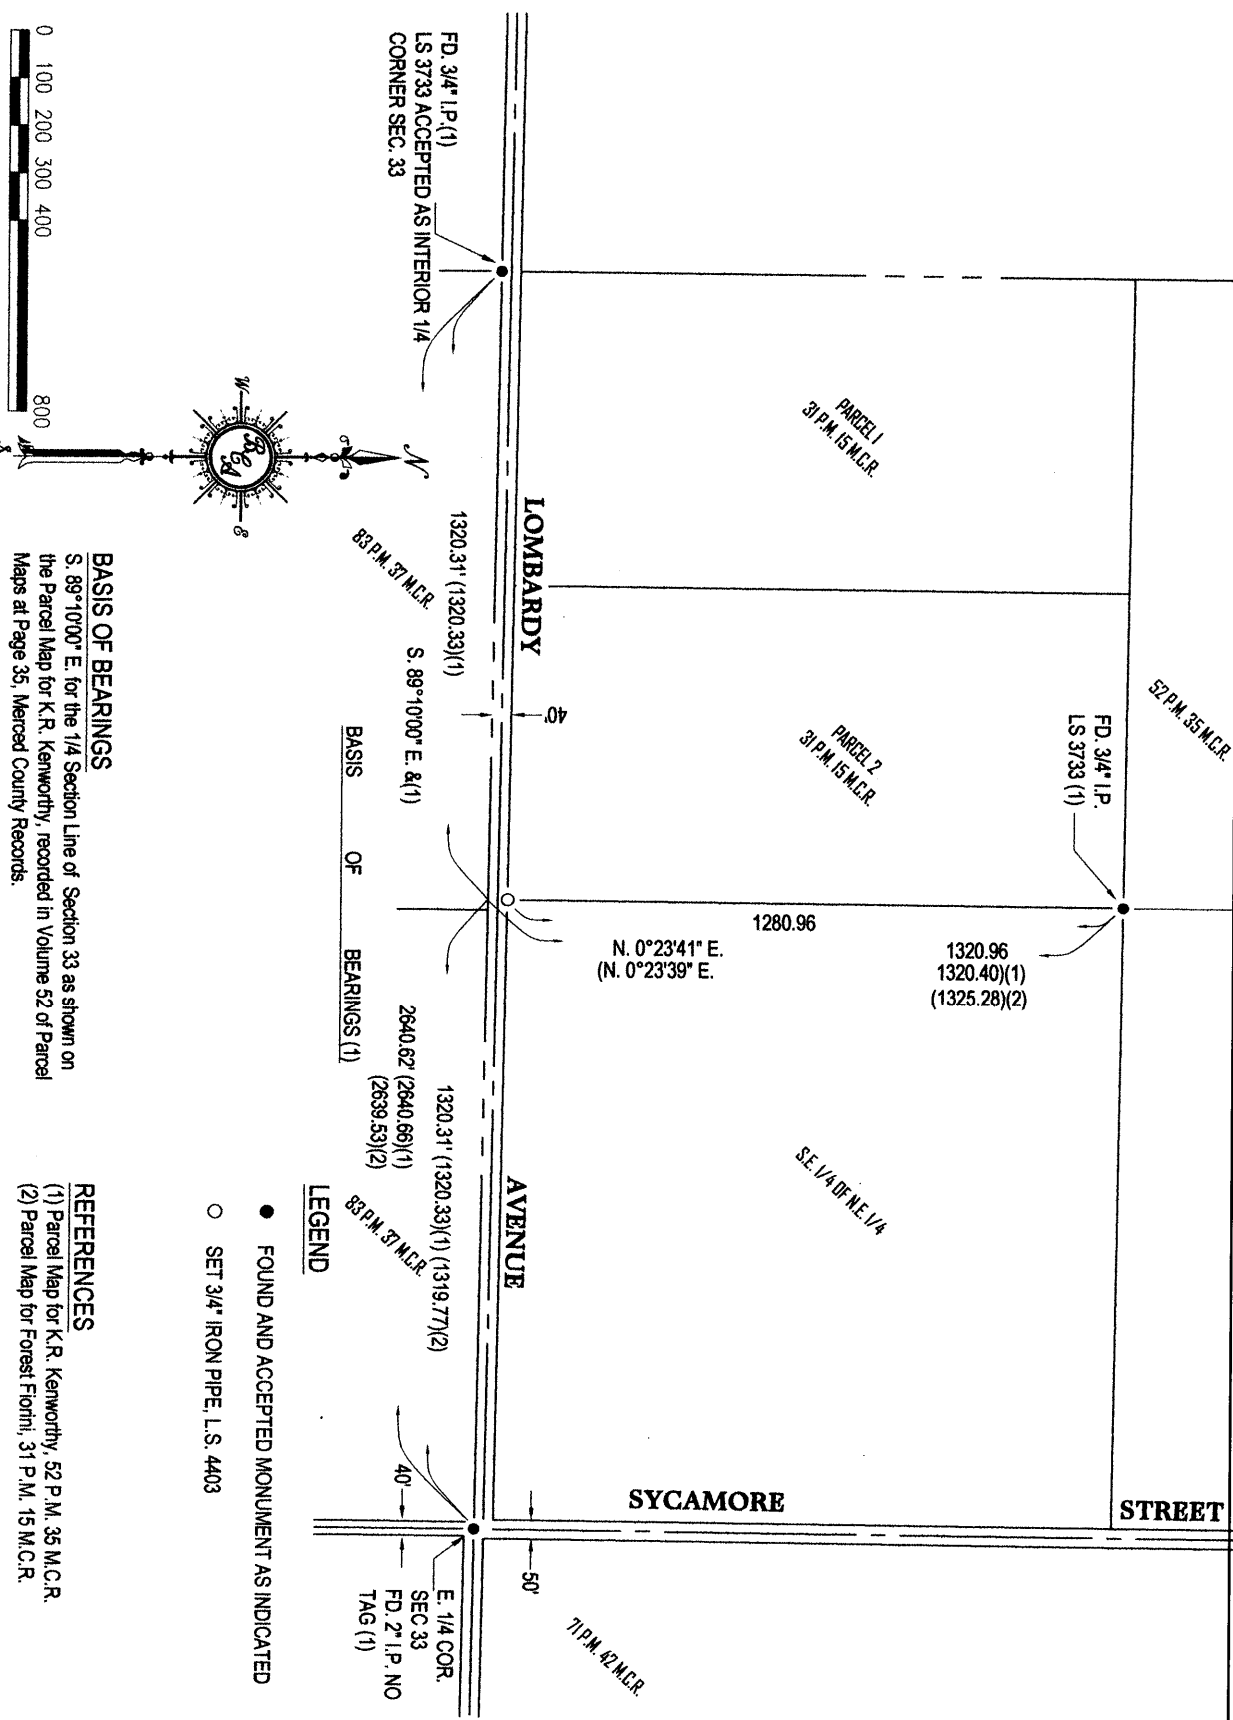 52 P.M. 35 M.C.R.
STREET
FD. 3/4" I.P.
LS 3733 (1)
1320.96
1320.40)(1)
(1325.28)(2)
PARCEL 1
31 P.M. 15 M.C.R.
PARCEL 2
31 P.M. 15 M.C.R.
1280.96
S.E. 1/4 OF N.E. 1/4
SYCAMORE
N. 0°23'41" E.
(N. 0°23'39" E.
71 P.M. 42 M.C.R.
40'
50'
LOMBARDY
AVENUE
FD. 3/4" I.P.(1)
LS 3733 ACCEPTED AS INTERIOR 1/4
CORNER SEC. 33
1320.31' (1320.33)(1)
83 P.M. 37 M.C.R.
S. 89°10'00" E. &(1)
BASIS OF BEARINGS (1)
1320.31' (1320.33)(1) (1319.77)(2)
2640.62' (2640.66)(1)
(2639.53)(2)
83 P.M. 37 M.C.R.
40'
E. 1/4 COR.
SEC 33
FD. 2" I.P. NO
TAG (1)
N
W
E
S
LEGEND
FOUND AND ACCEPTED MONUMENT AS INDICATED
SET 3/4" IRON PIPE, L.S. 4403
0 100 200 300 400 800
BASIS OF BEARINGS
S. 89°10'00" E. for the 1/4 Section Line of Section 33 as shown on
the Parcel Map for K.R. Kenworthy, recorded in Volume 52 of Parcel
Maps at Page 35, Merced County Records.
REFERENCES
(1) Parcel Map for K.R. Kenworthy, 52 P.M. 35 M.C.R.
(2) Parcel Map for Forest Fiorini, 31 P.M. 15 M.C.R.